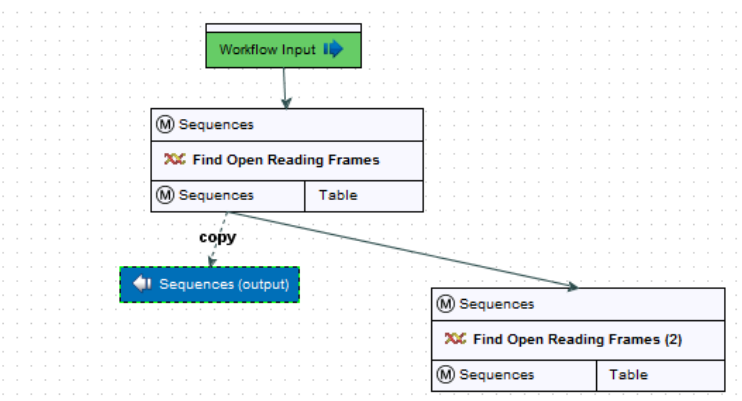 Workflow Input
M Sequences
Find Open Reading Frames
M Sequences Table
copy
Sequences (output)
M Sequences
Find Open Reading Frames (2)
M Sequences Table